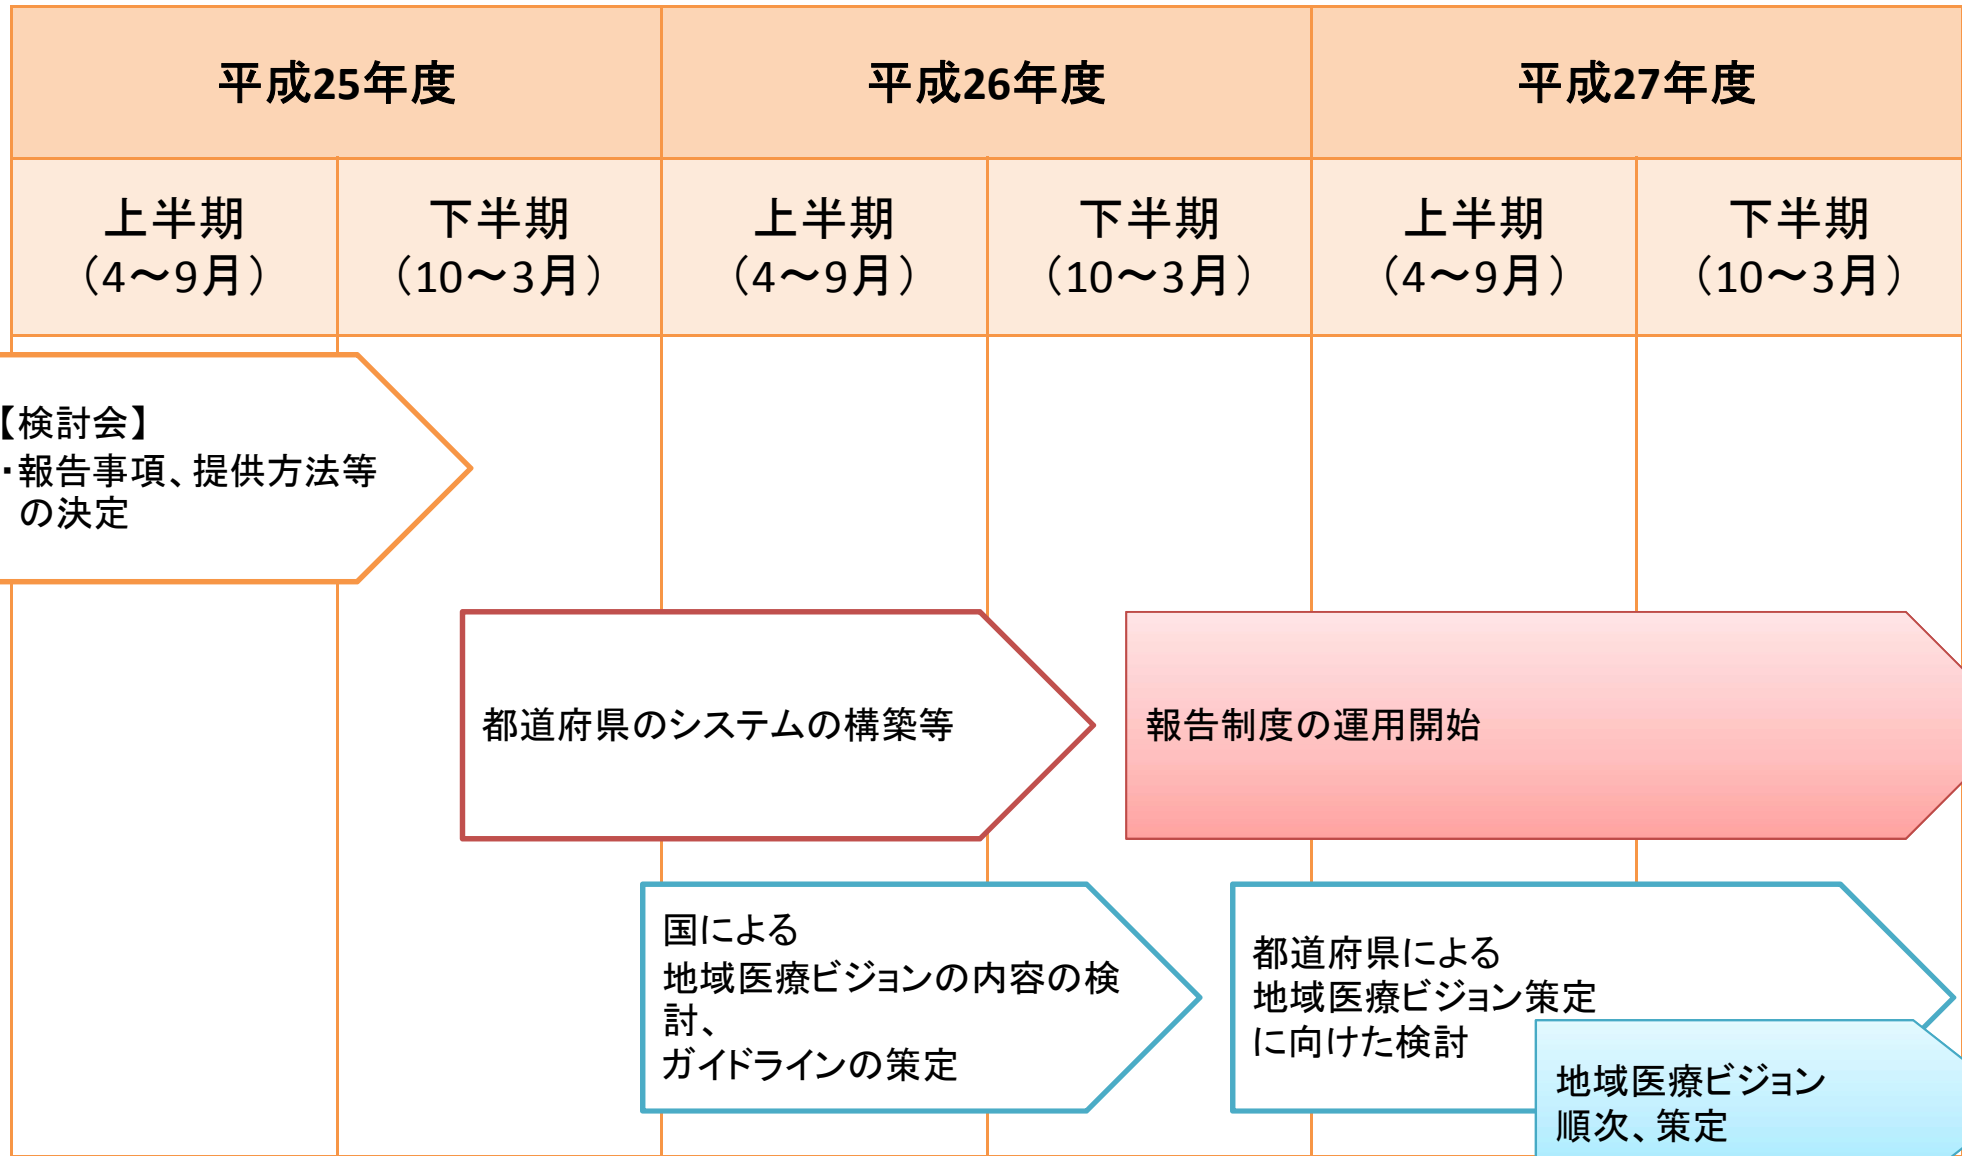 平成25年度
平成26年度
平成27年度
上半期
（4～9月）
下半期
（10～3月）
上半期
（4～9月）
下半期
（10～3月）
上半期
（4～9月）
下半期
（10～3月）
【検討会】
・報告事項、提供方法等
の決定
都道府県のシステムの構築等
報告制度の運用開始
国による
地域医療ビジョンの内容の検
討、
ガイドラインの策定
都道府県による
地域医療ビジョン策定
に向けた検討
地域医療ビジョン
順次、策定